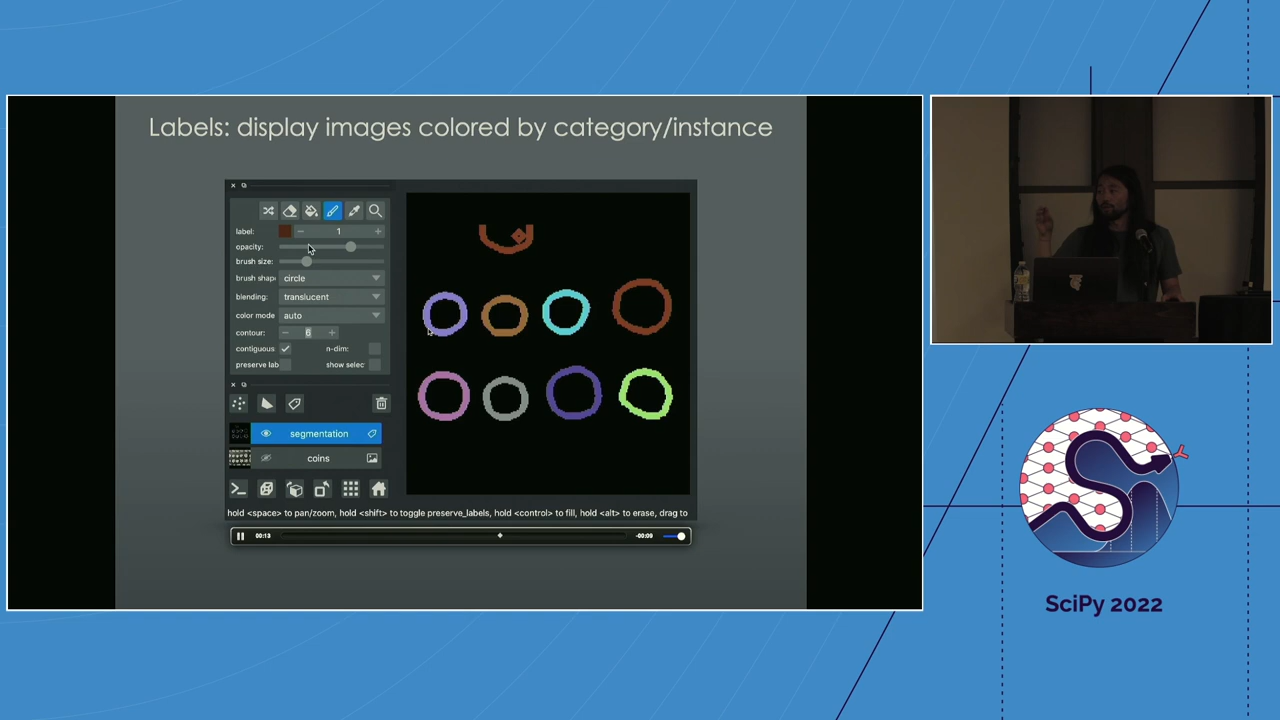 Labels: display images colored by category/instance
label:
1
opacity:
brush size:
brush shap
circle
blending:
translucent
color mode
auto
contour:
6
contiguous
n-dim:
preserve lab
show selec
segmentation
coins
hold <space> to pan/zoom, hold <shift> to toggle preserve_labels, hold <control> to fill, hold <alt> to erase, drag to
00:13
-00:09
SciPy 2022